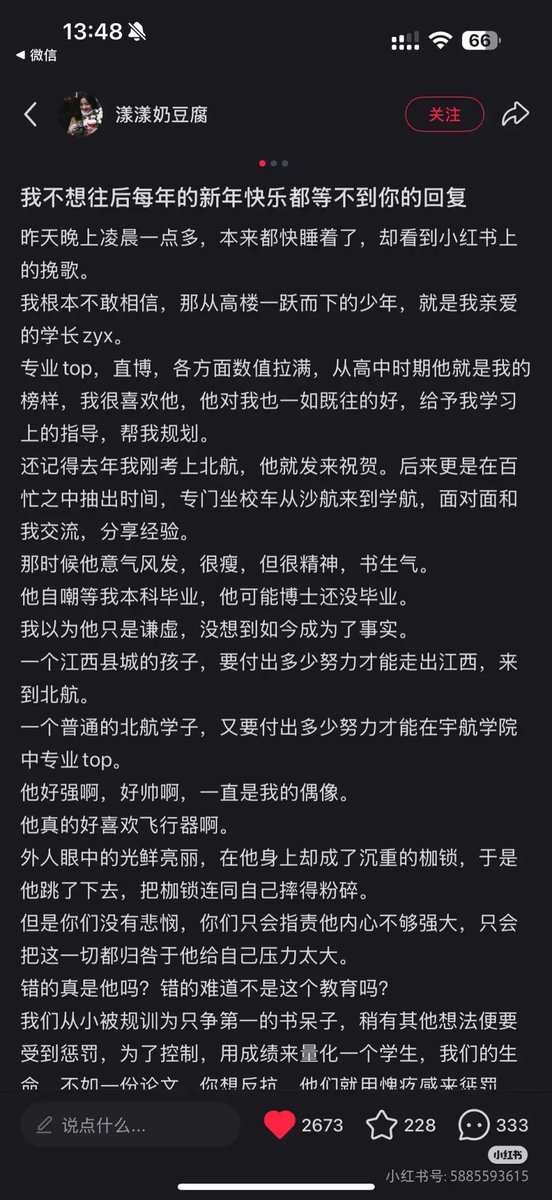 13:48
66
微信
漾漾奶豆腐
关注
我不想往后每年的新年快乐都等不到你的回复
昨天晚上凌晨一点多，本来都快睡着了，却看到小红书上
的挽歌。
我根本不敢相信，那从高楼一跃而下的少年，就是我亲爱
的学长zyx。
专业top，直博，各方面数值拉满，从高中时期他就是我的
榜样，我很喜欢他，他对我也一如既往的好，给予我学习
上的指导，帮我规划。
还记得去年我刚考上北航，他就发来祝贺。后来更是在百
忙之中抽出时间，专门坐校车从沙航来到学航，面对面和
我交流，分享经验。
那时候他意气风发，很瘦，但很精神，书生气。
他自嘲等我本科毕业，他可能博士还没毕业。
我以为他只是谦虚，没想到如今成为了事实。
一个江西县城的孩子，要付出多少努力才能走出江西，来
到北航。
一个普通的北航学子，又要付出多少努力才能在宇航学院
中专业top。
他好强啊，好帅啊，一直是我的偶像。
他真的好喜欢飞行器啊。
外人眼中的光鲜亮丽，在他身上却成了沉重的枷锁，于是
他跳了下去，把枷锁连同自己摔得粉碎。
但是你们没有悲悯，你们只会指责他内心不够强大，只会
把这一切都归咎于他给自己压力太大。
错的真是他吗？错的难道不是这个教育吗？
我们从小被规训为只争第一的书呆子，稍有其他想法便要
受到惩罚，为了控制，用成绩来量化一个学生，我们的生
命，不如一份论文，你想反抗，他们就用愧疚感来惩罚
说点什么...
2673
228
333
小红书
小红书号: 5885593615